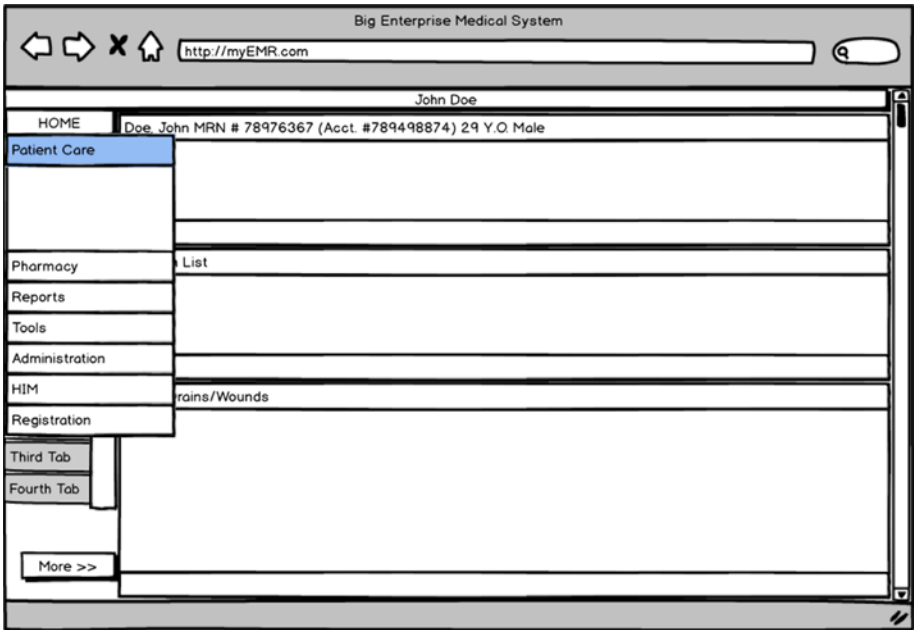 Big Enterprise Medical System
http://myEMR.com
John Doe
HOME
Doe, John MRN # 78976367 (Acct. #789498874) 29 Y.O. Male
Patient Care
Pharmacy
List
Reports
Tools
Administration
HIM
rains/Wounds
Registration
Third Tab
Fourth Tab
More >>